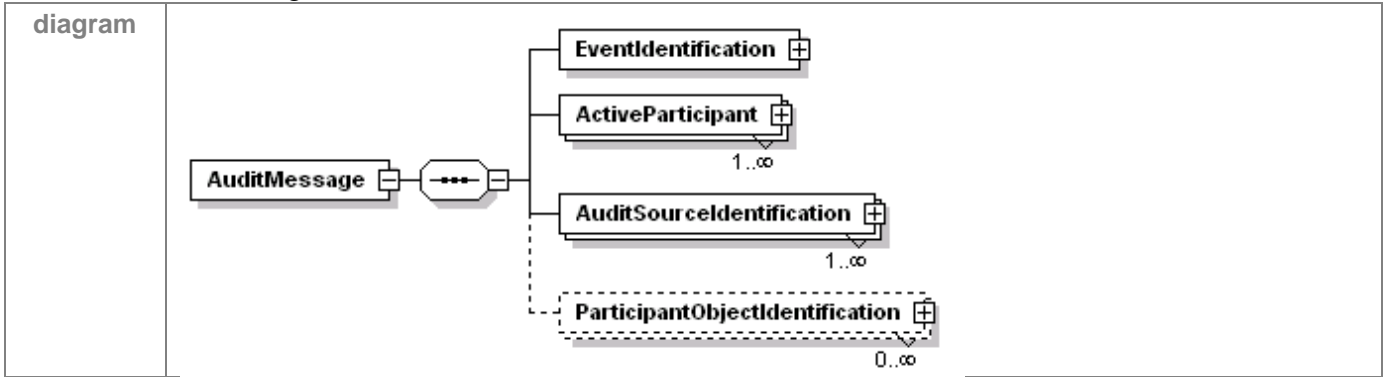 diagram
EventIdentification
ActiveParticipant
1..∞
AuditMessage
AuditSourceIdentification
1..∞
ParticipantObjectIdentification
0..∞